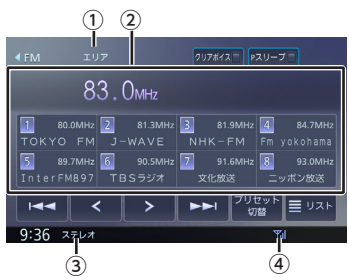 ① ②
FM エリア クリアボイス Pスリープ
83.0MHz
1 80.0MHz 2 81.3MHz 3 81.9MHz 4 84.7MHz
TOKYO FM J-WAVE NHK-FM Fm yokohama
5 89.7MHz 6 90.5MHz 7 91.6MHz 8 93.0MHz
InterFM897 TBSラジオ 文化放送 ニッポン放送
プリセット
切替 リスト
9:36 ステレオ
③ ④